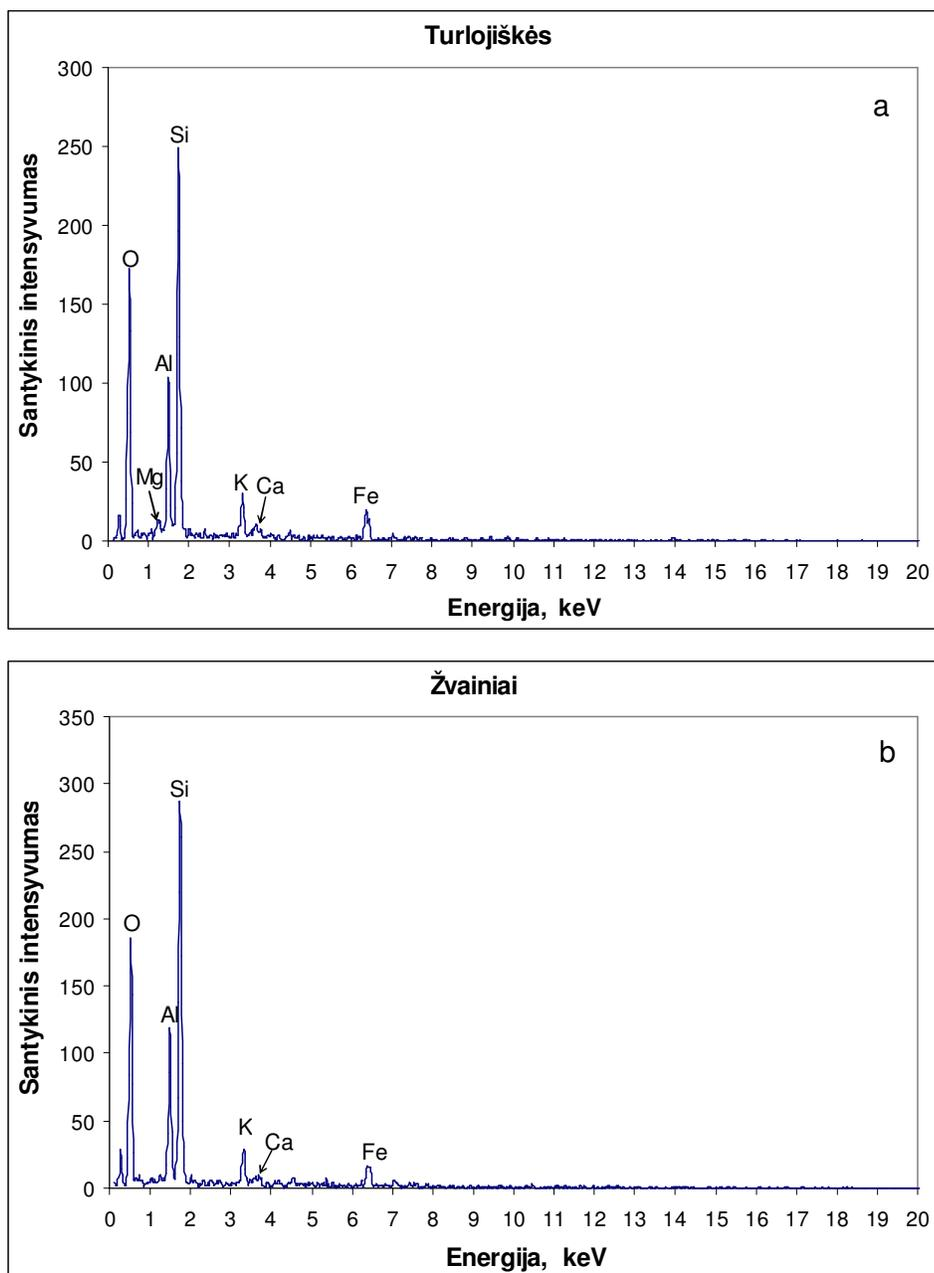 Turlojiškės
a
300
250
200
150
100
50
0
Santykinis intensyvumas
Si
O
Al
Mg
K
Ca
Fe
0 1 2 3 4 5 6 7 8 9 10 11 12 13 14 15 16 17 18 19 20
Energija, keV
Žvainiai
b
350
300
250
200
150
100
50
0
Santykinis intensyvumas
Si
O
Al
K
Ca
Fe
0 1 2 3 4 5 6 7 8 9 10 11 12 13 14 15 16 17 18 19 20
Energija, keV